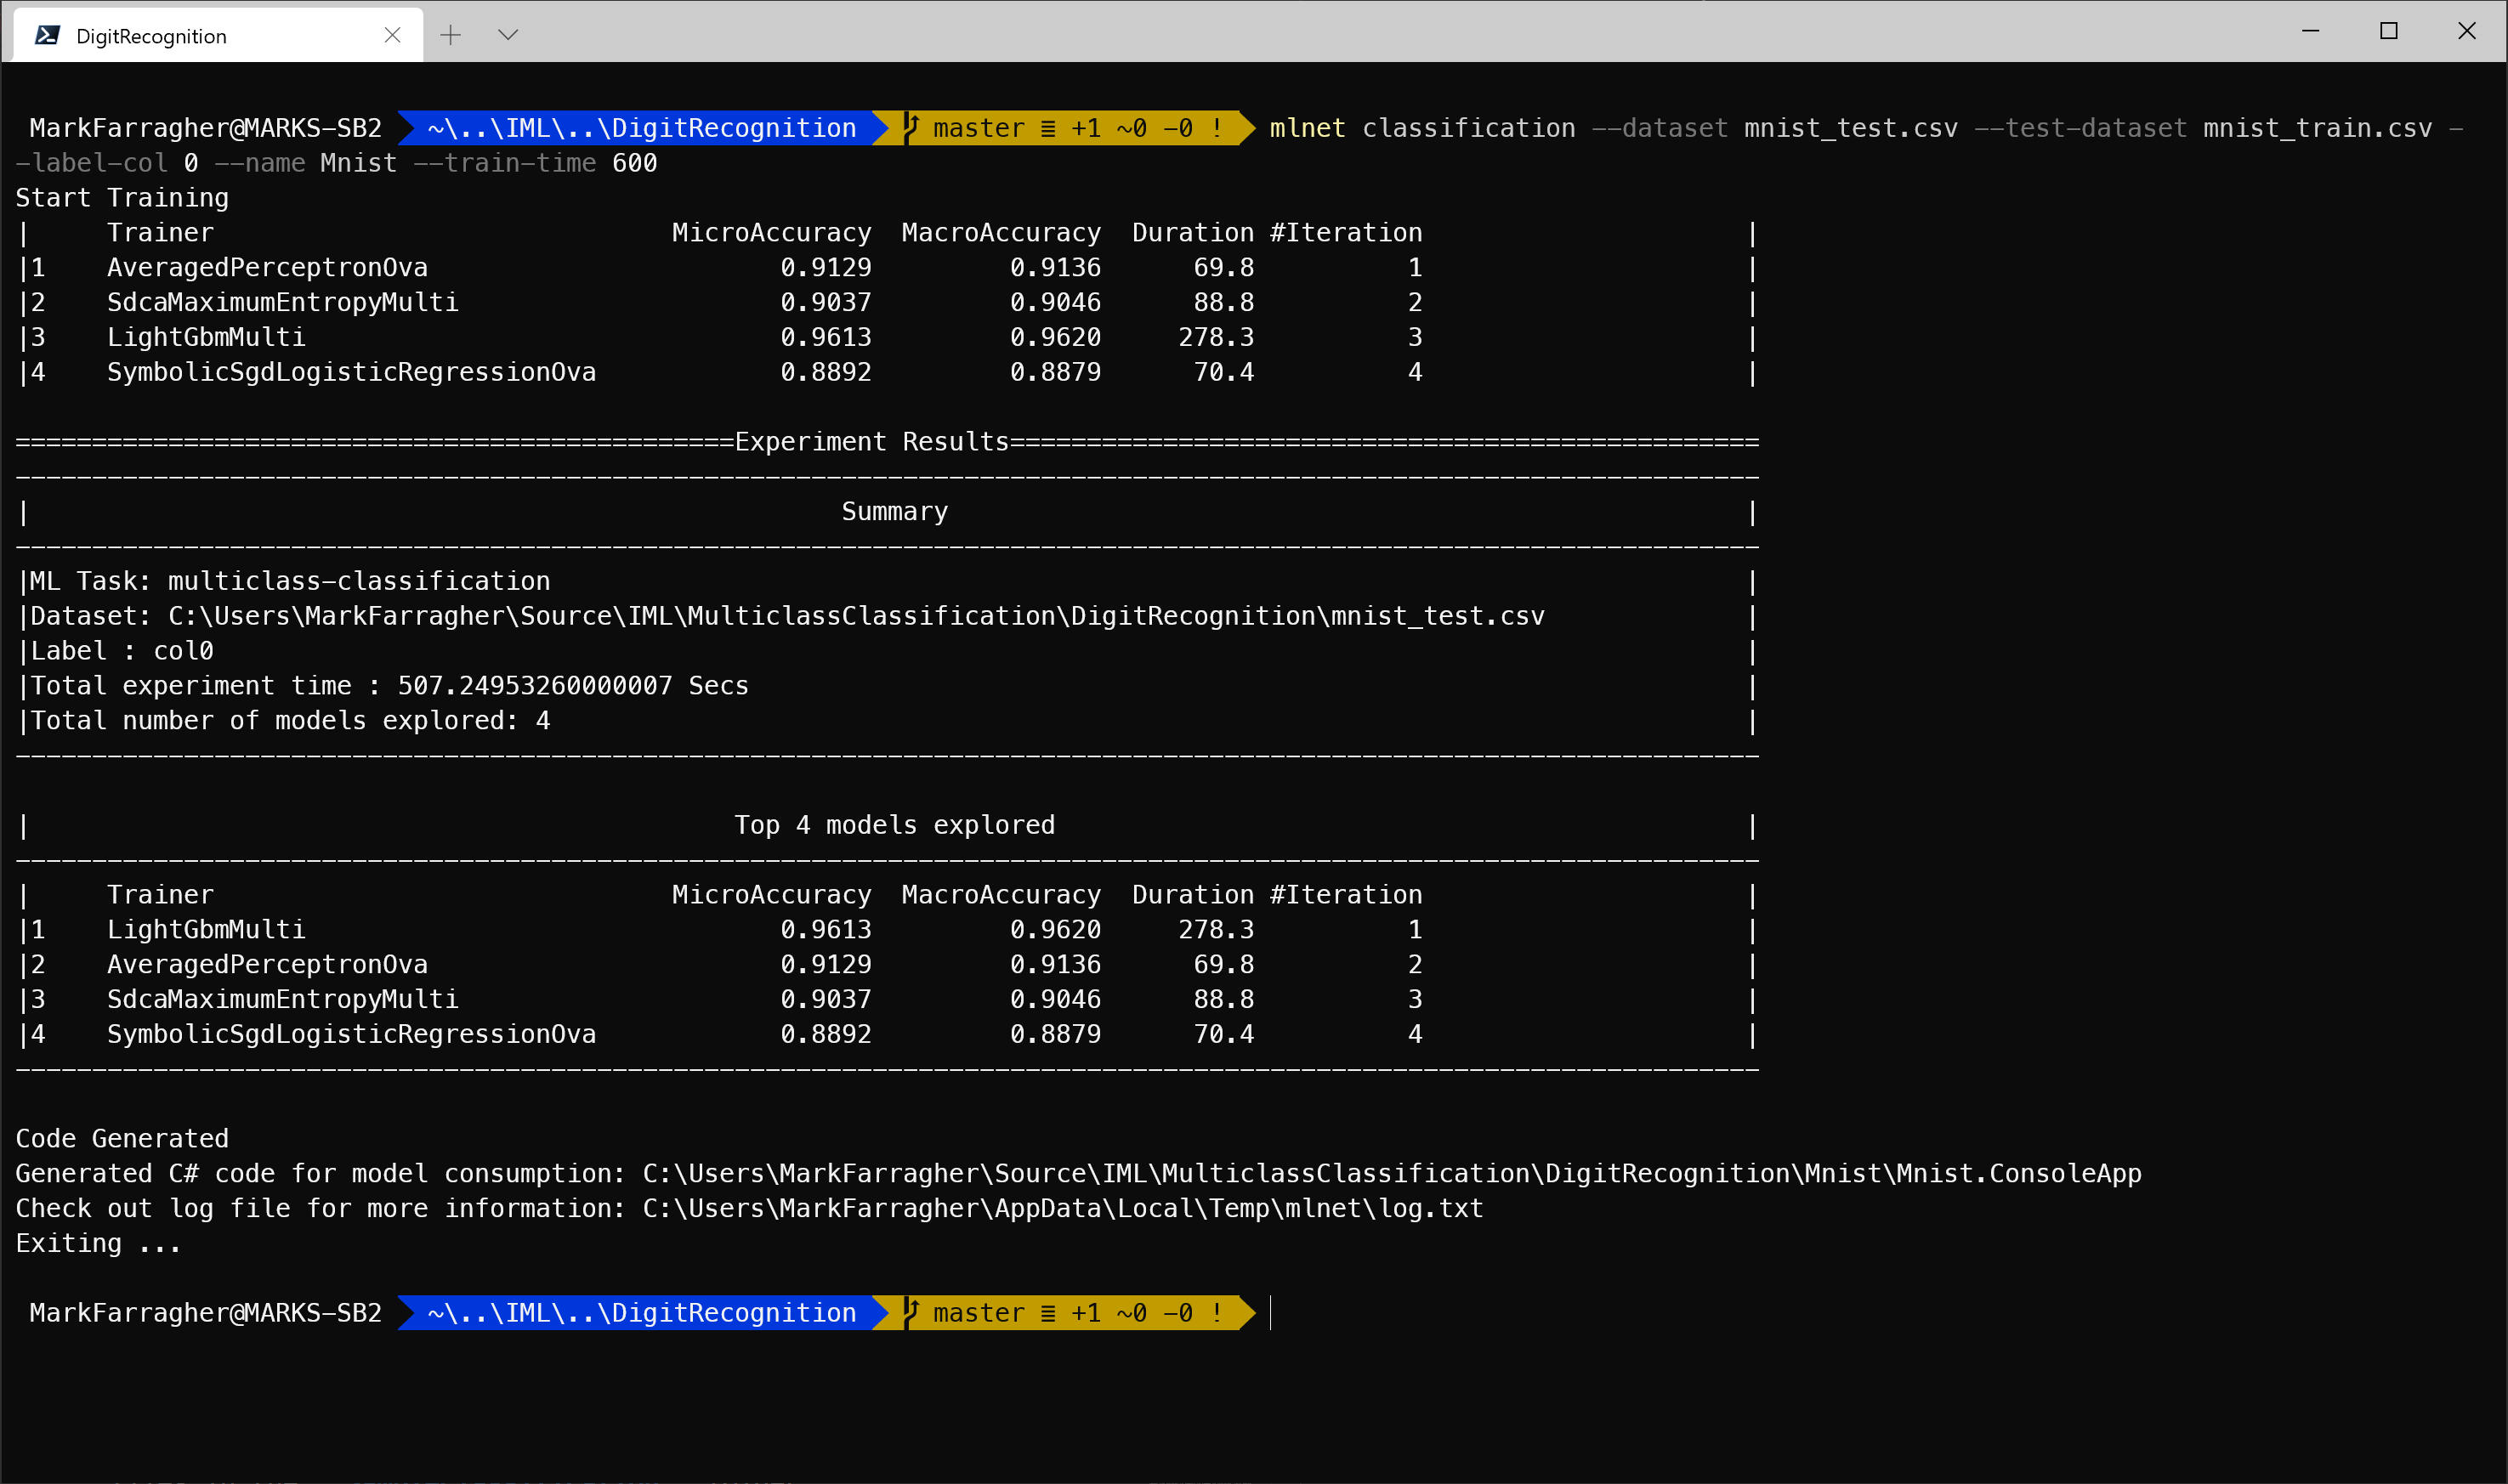 DigitRecognition
MarkFarragher@MARKS-SB2 ~\..\IML\..\DigitRecognition master ≣ +1 ~0 -0 ! mlnet classification --dataset mnist_test.csv --test-dataset mnist_train.csv -
-label-col 0 --name Mnist --train-time 600
Start Training
|     Trainer                              MicroAccuracy  MacroAccuracy  Duration #Iteration                     |
|1    AveragedPerceptronOva                       0.9129         0.9136      69.8          1                     |
|2    SdcaMaximumEntropyMulti                     0.9037         0.9046      88.8          2                     |
|3    LightGbmMulti                               0.9613         0.9620     278.3          3                     |
|4    SymbolicSgdLogisticRegressionOva            0.8892         0.8879      70.4          4                     |
===============================================Experiment Results=================================================
------------------------------------------------------------------------------------------------------------------
|                                                     Summary                                                    |
------------------------------------------------------------------------------------------------------------------
|ML Task: multiclass-classification                                                                              |
|Dataset: C:\Users\MarkFarragher\Source\IML\MulticlassClassification\DigitRecognition\mnist_test.csv             |
|Label : col0                                                                                                    |
|Total experiment time : 507.24953260000007 Secs                                                                 |
|Total number of models explored: 4                                                                              |
------------------------------------------------------------------------------------------------------------------
|                                              Top 4 models explored                                             |
------------------------------------------------------------------------------------------------------------------
|     Trainer                              MicroAccuracy  MacroAccuracy  Duration #Iteration                     |
|1    LightGbmMulti                               0.9613         0.9620     278.3          1                     |
|2    AveragedPerceptronOva                       0.9129         0.9136      69.8          2                     |
|3    SdcaMaximumEntropyMulti                     0.9037         0.9046      88.8          3                     |
|4    SymbolicSgdLogisticRegressionOva            0.8892         0.8879      70.4          4                     |
------------------------------------------------------------------------------------------------------------------
Code Generated
Generated C# code for model consumption: C:\Users\MarkFarragher\Source\IML\MulticlassClassification\DigitRecognition\Mnist\Mnist.ConsoleApp
Check out log file for more information: C:\Users\MarkFarragher\AppData\Local\Temp\mlnet\log.txt
Exiting ...
MarkFarragher@MARKS-SB2 ~\..\IML\..\DigitRecognition master ≣ +1 ~0 -0 !